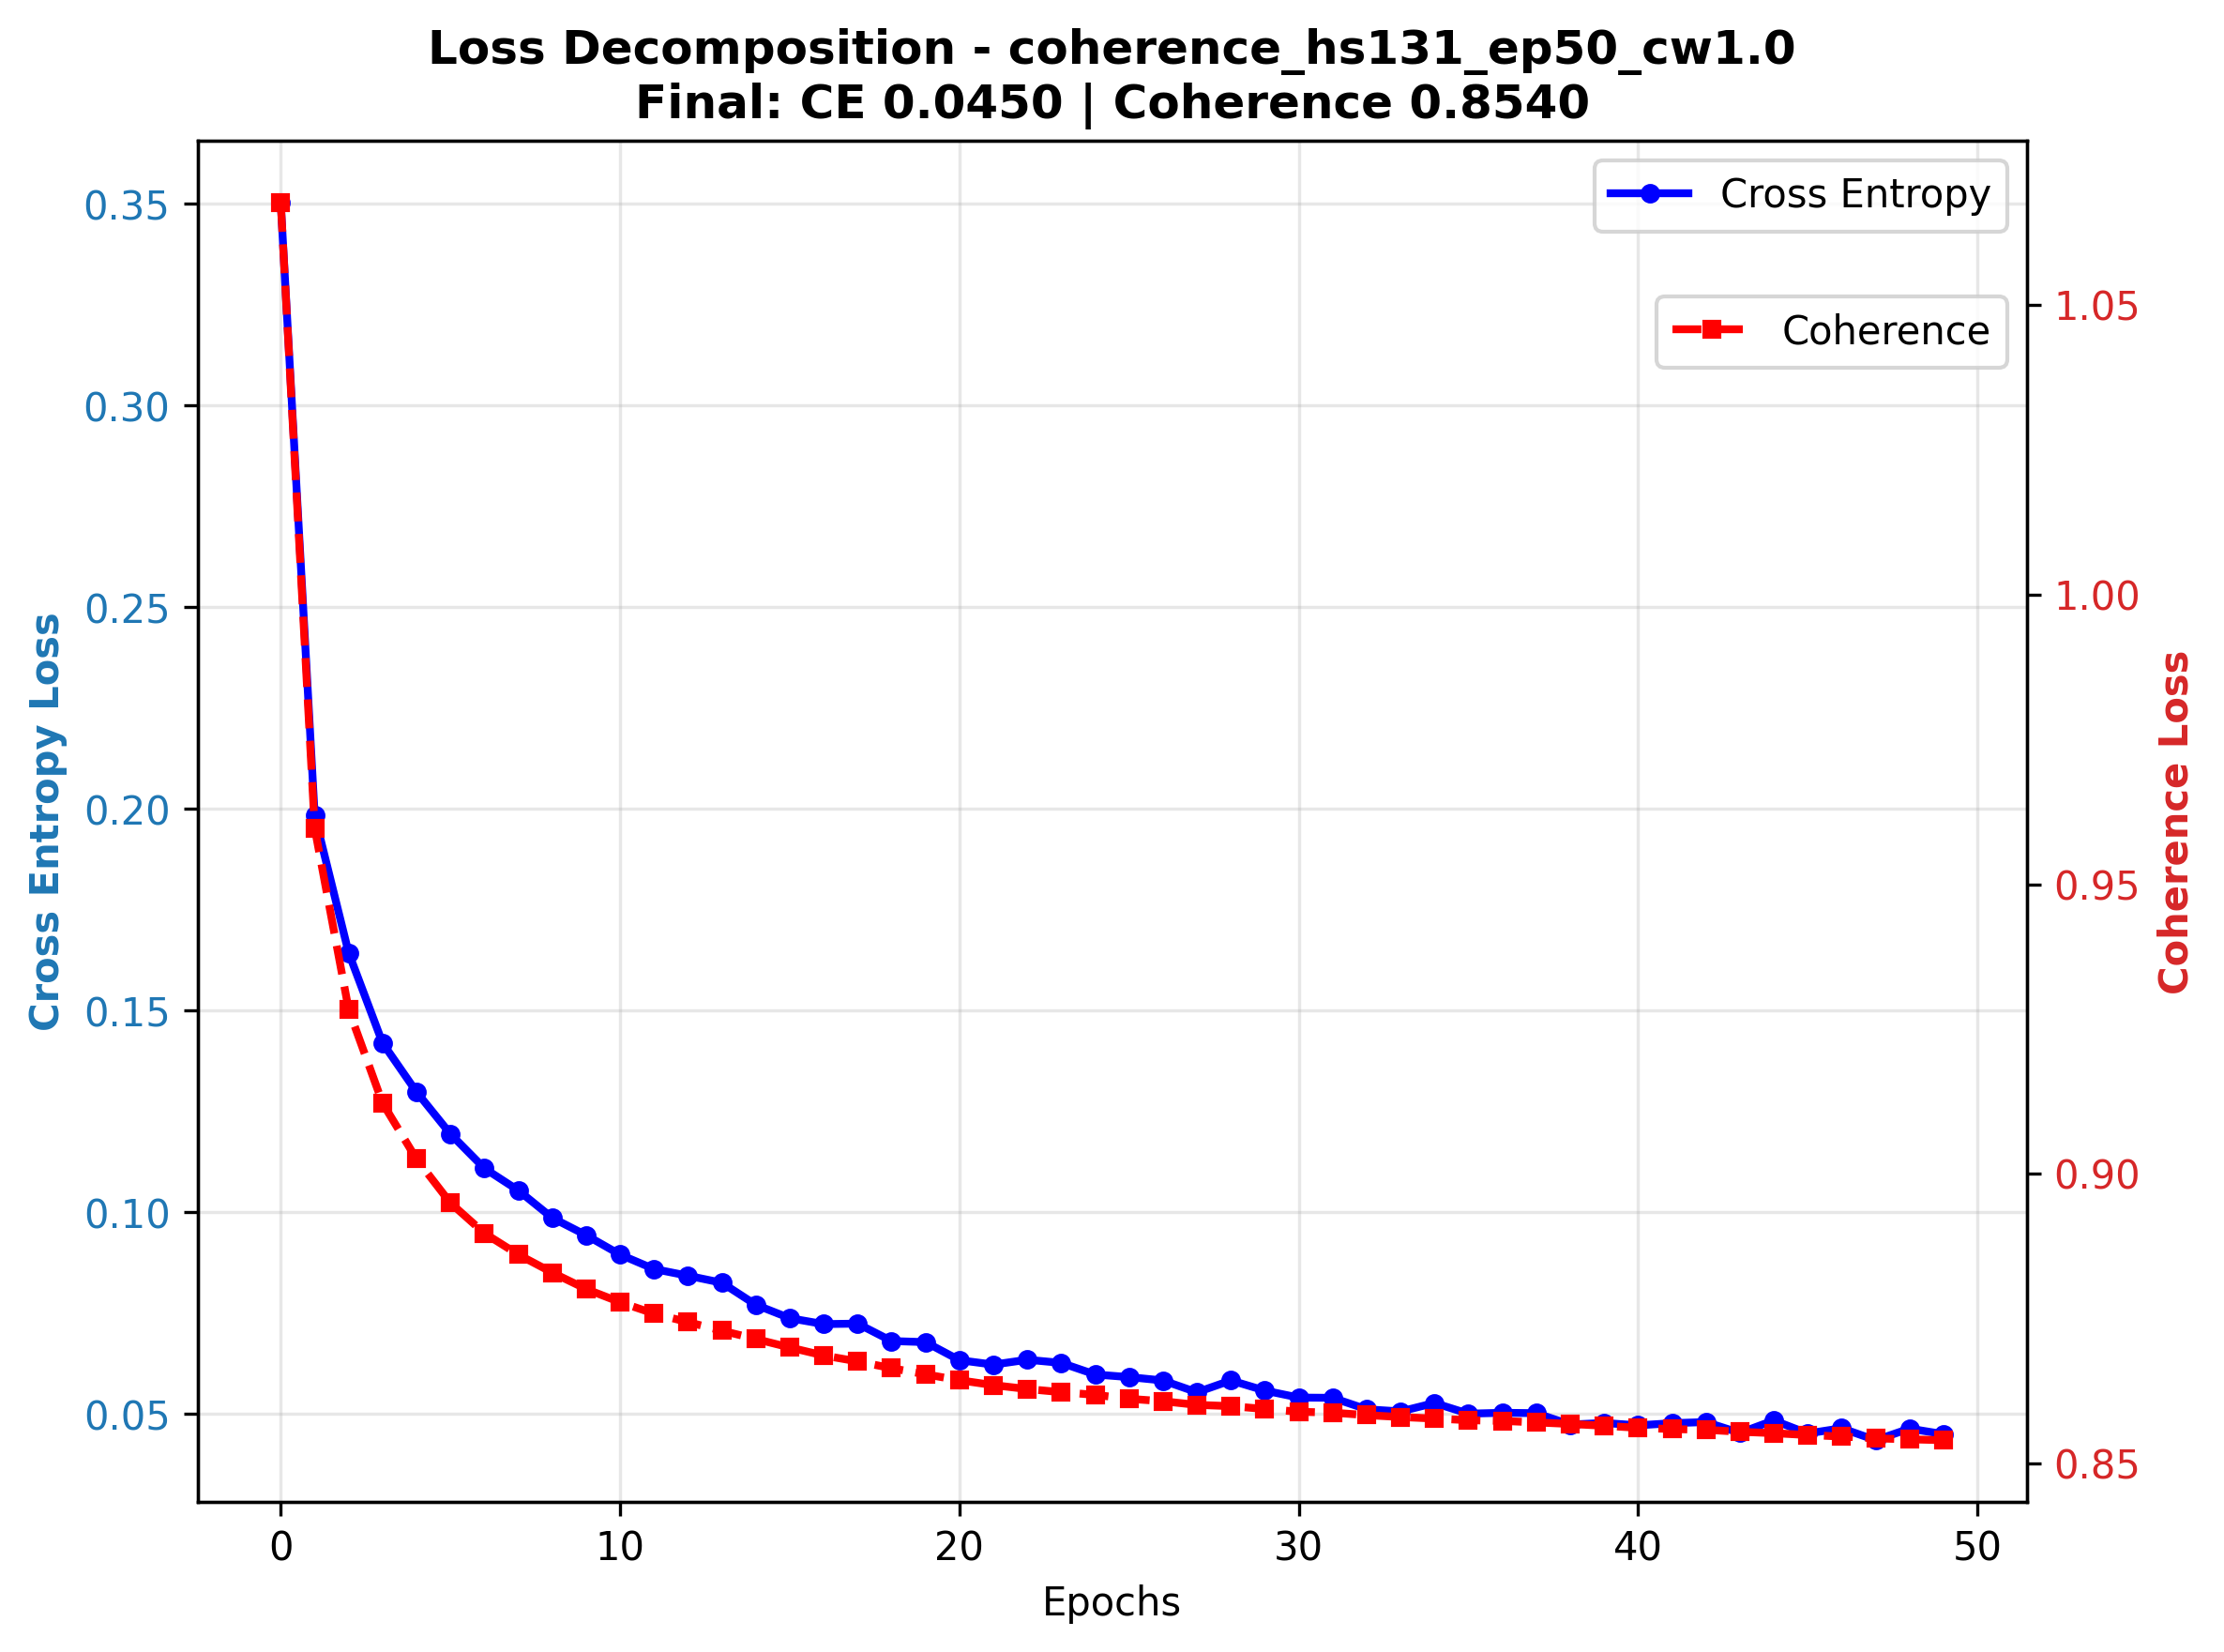 Loss Decomposition - coherence_hs131_ep50_cw1.0
Final: CE 0.0450 | Coherence 0.8540
Cross Entropy
Coherence
Cross Entropy Loss
0.35
0.30
0.25
0.20
0.15
0.10
0.05
1.05
1.00
0.95
0.90
0.85
Coherence Loss
0 10 20 30 40 50
Epochs